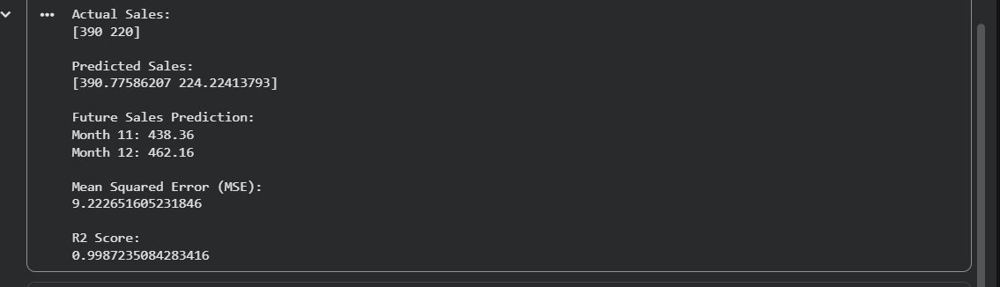 Actual Sales:
[390 220]
Predicted Sales:
[390.77586207 224.22413793]
Future Sales Prediction:
Month 11: 438.36
Month 12: 462.16
Mean Squared Error (MSE):
9.222651605231846
R2 Score:
0.9987235084283416